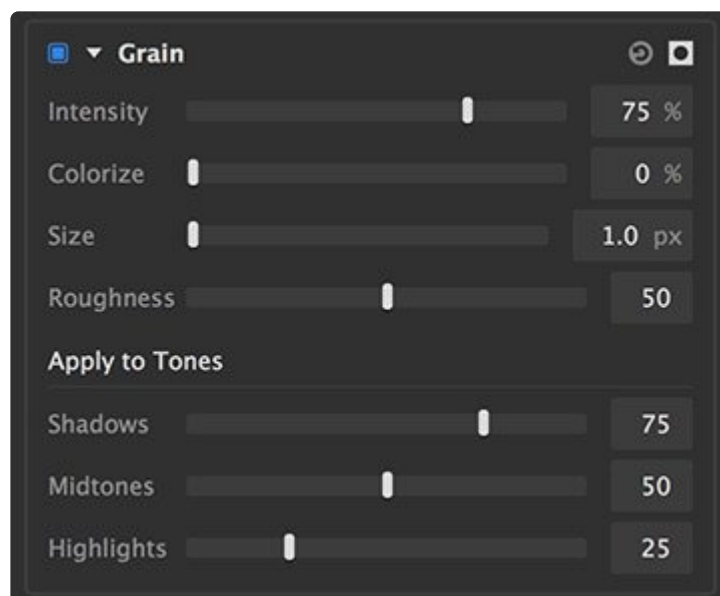 Grain
Intensity 75 %
Colorize 0 %
Size 1.0 px
Roughness 50
Apply to Tones
Shadows 75
Midtones 50
Highlights 25